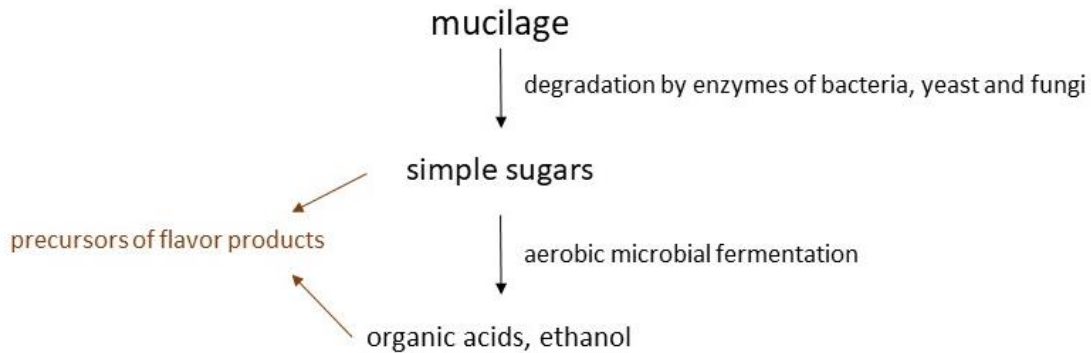 mucilage
degradation by enzymes of bacteria, yeast and fungi
simple sugars
precursors of flavor products
aerobic microbial fermentation
organic acids, ethanol